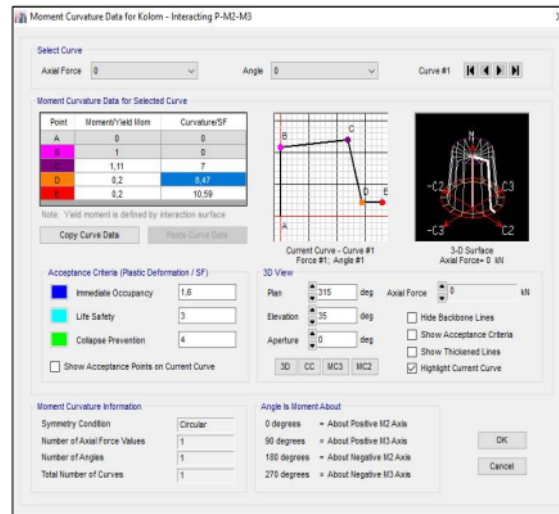 Moment Curvature Data for Kolom - Interacting P-M2-M3
Select Curve
Axial Force 0 Angle 0 Curve #1
Moment Curvature Data for Selected Curve
Point Moment/Yield Mom Curvature/SF
A 0 0
B 1 0
C 1,11 7
D 0,2 8,47
E 0,2 10,59
Note: Yield moment is defined by interaction surface
Copy Curve Data Paste Curve Data
A B C D E
Current Curve - Curve #1
Force #1; Angle #1
M -C2 C3 -C3 C2
3-D Surface
Axial Force= 0 kN
Acceptance Criteria (Plastic Deformation / SF)
Immediate Occupancy 1,6
Life Safety 3
Collapse Prevention 4
Show Acceptance Points on Current Curve
3D View
Plan 315 deg Axial Force 0 kN
Elevation 35 deg
Aperture 0 deg
3D CC MC3 MC2
Hide Backbone Lines
Show Acceptance Criteria
Show Thickened Lines
Highlight Current Curve
Moment Curvature Information
Symmetry Condition Circular
Number of Axial Force Values 1
Number of Angles 1
Total Number of Curves 1
Angle is Moment About
0 degrees = About Positive M2 Axis
90 degrees = About Positive M3 Axis
180 degrees = About Negative M2 Axis
270 degrees = About Negative M3 Axis
OK
Cancel